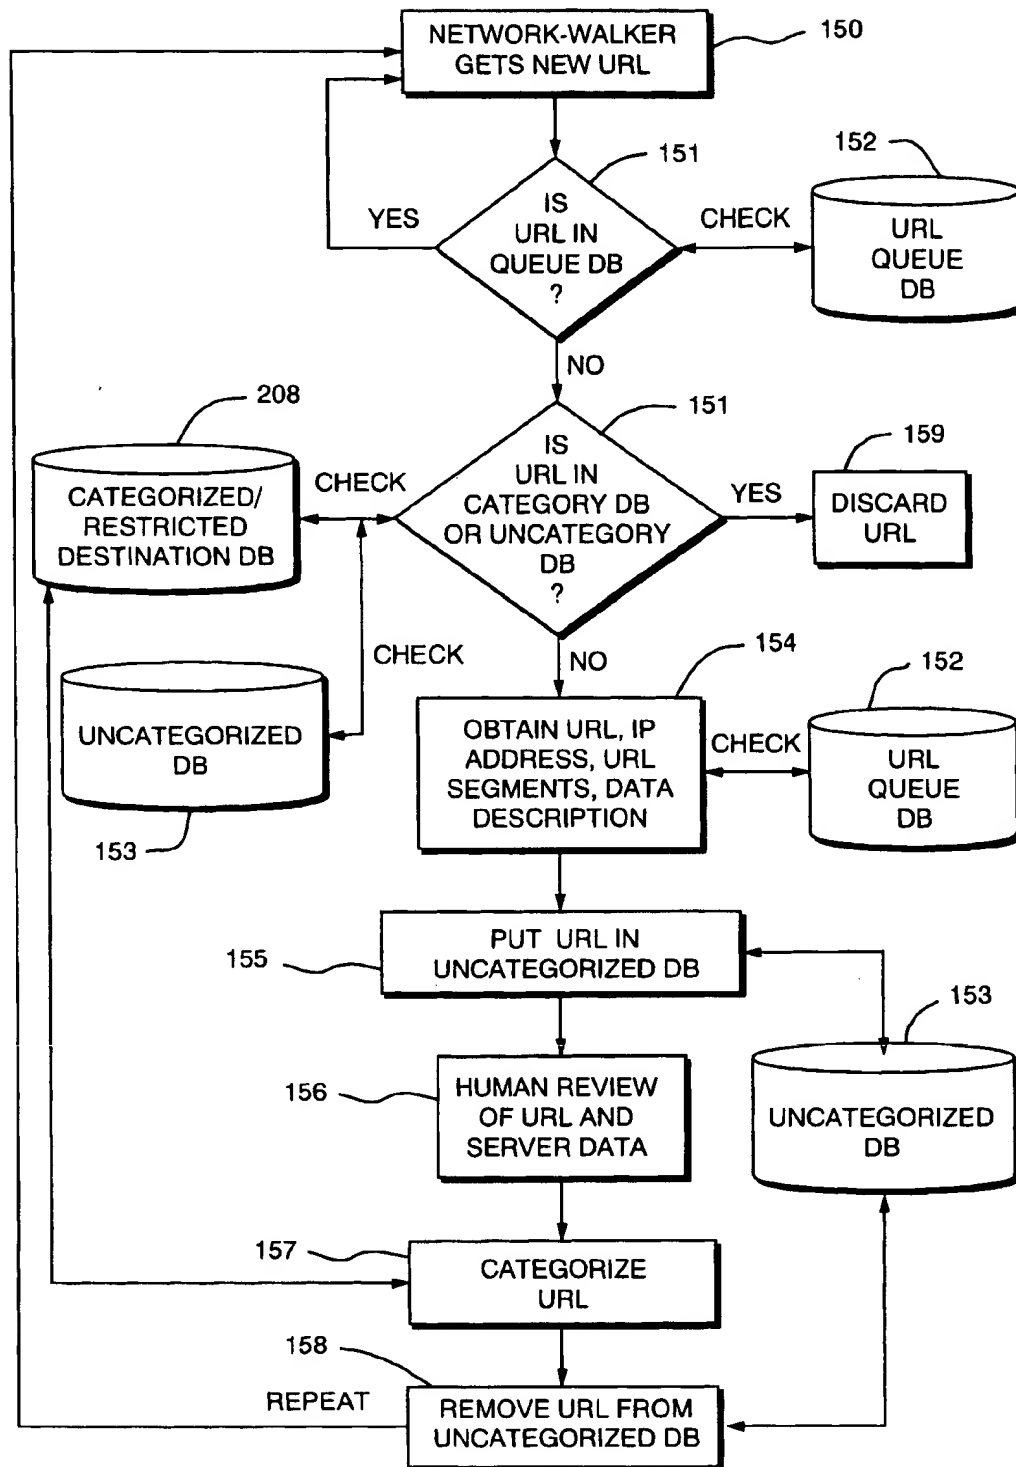 NETWORK-WALKER
GETS NEW URL
150
151
152
IS
URL IN
QUEUE DB
?
YES
CHECK
URL
QUEUE
DB
NO
208
151
159
CATEGORIZED/
RESTRICTED
DESTINATION DB
CHECK
IS
URL IN
CATEGORY DB
OR UNCATEGORY
DB
?
YES
DISCARD
URL
CHECK
NO
154
152
UNCATEGORIZED
DB
153
OBTAIN URL, IP
ADDRESS, URL
SEGMENTS, DATA
DESCRIPTION
CHECK
URL
QUEUE
DB
155
PUT URL IN
UNCATEGORIZED DB
153
156
HUMAN REVIEW
OF URL AND
SERVER DATA
UNCATEGORIZED
DB
157
CATEGORIZE
URL
158
REPEAT
REMOVE URL FROM
UNCATEGORIZED DB